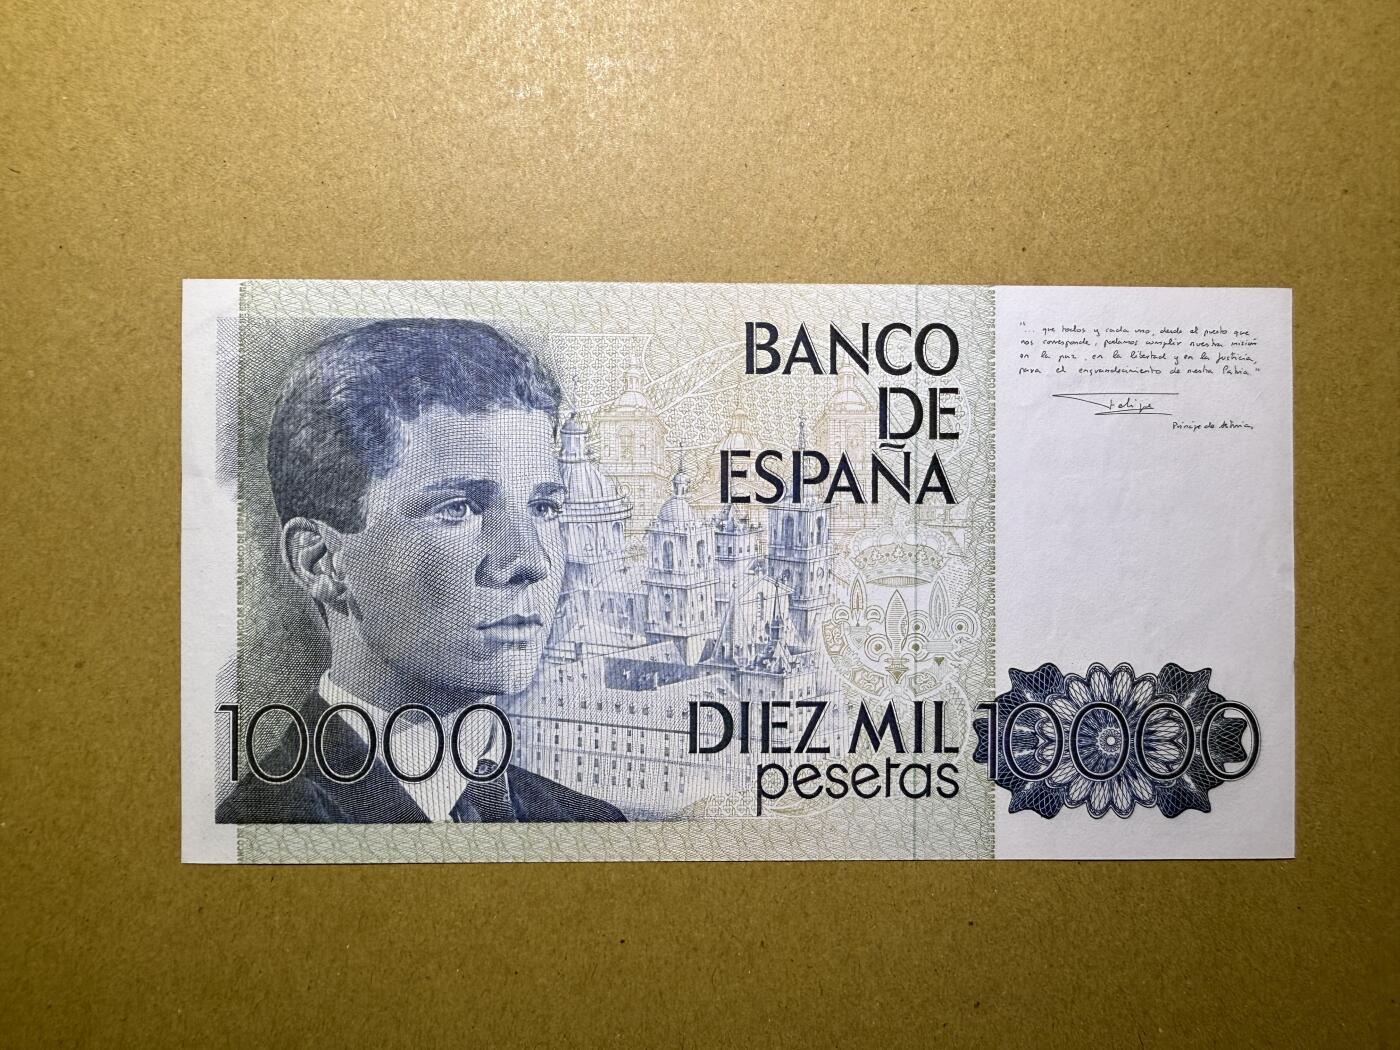 BANCO
DE
ESPAÑA
"... que todos y cada uno, desde el puesto que
nos corresponde, podamos cumplir nuestra misión
en la paz, en la libertad y en la justicia,
para el engrandecimiento de nuestra Patria"
Felipe
Príncipe de Asturias
10000
DIEZ MIL
pesetas
10000